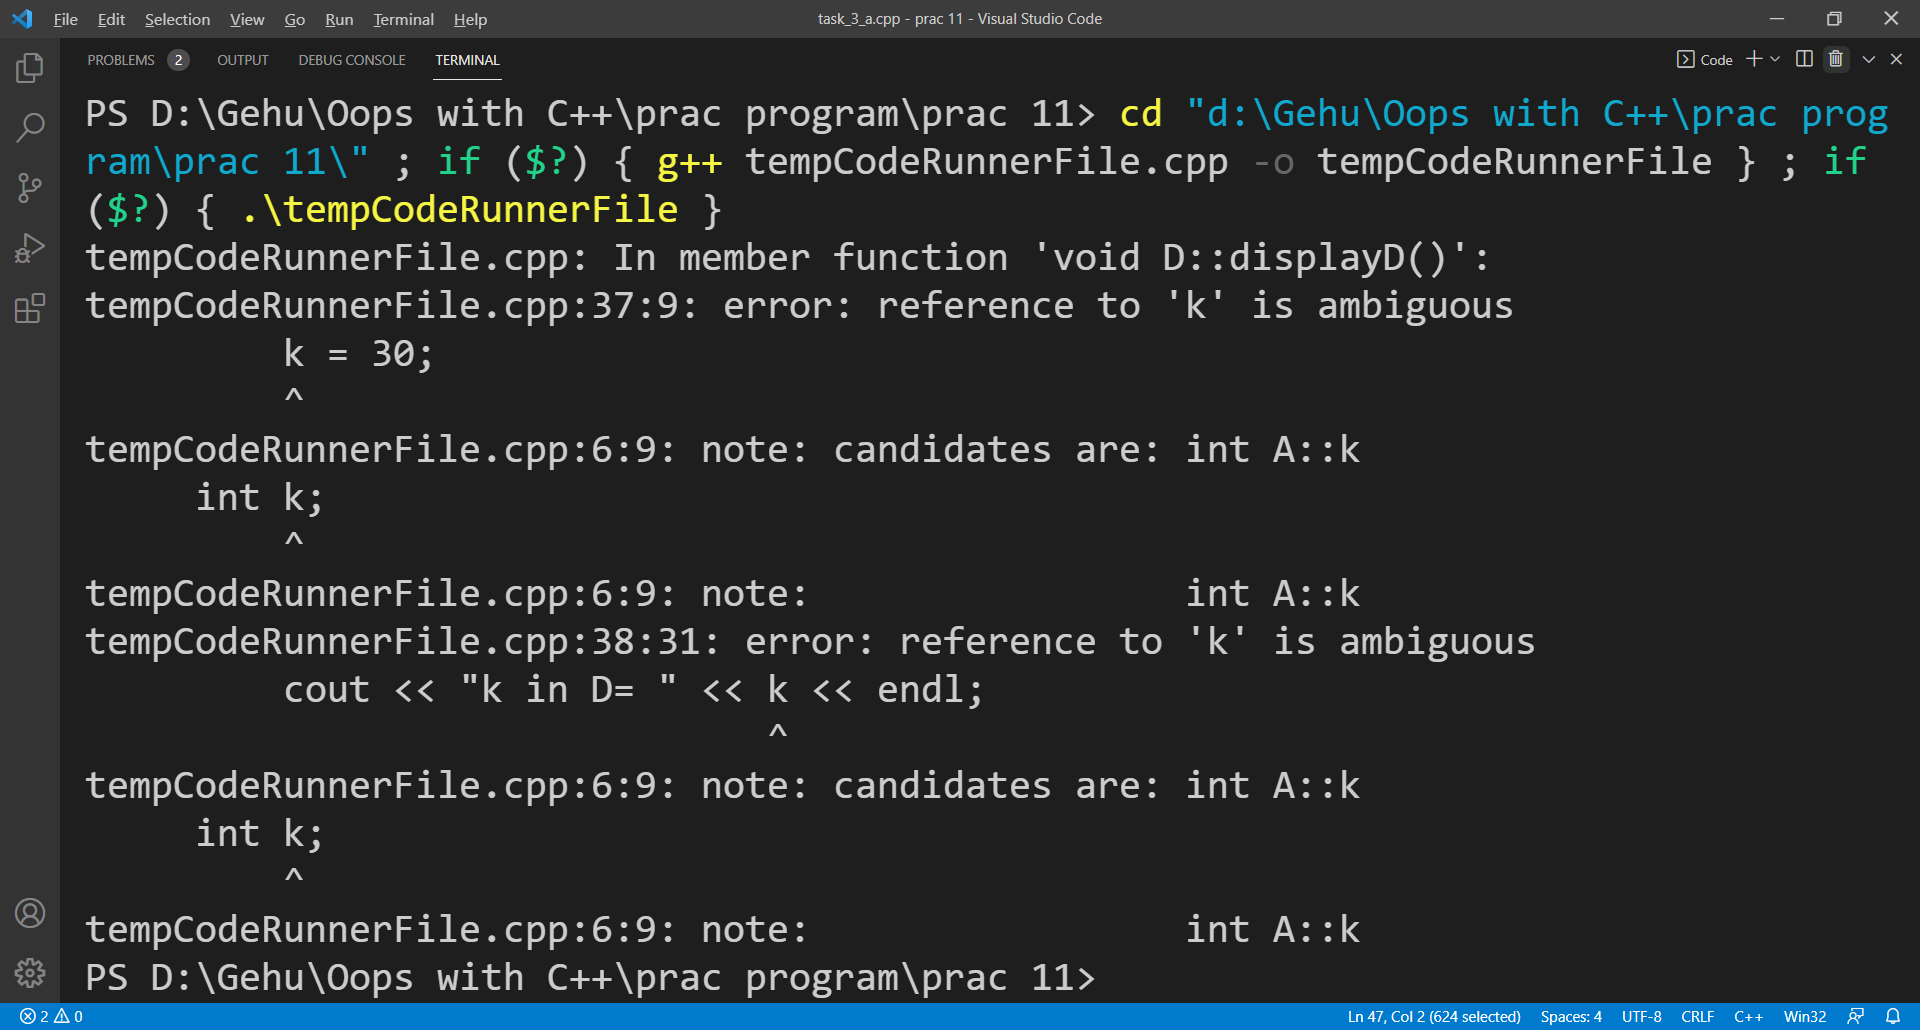 File Edit Selection View Go Run Terminal Help task_3_a.cpp - prac 11 - Visual Studio Code
PROBLEMS 2 OUTPUT DEBUG CONSOLE TERMINAL Code
PS D:\Gehu\Oops with C++\prac program\prac 11> cd "d:\Gehu\Oops with C++\prac prog
ram\prac 11\" ; if ($?) { g++ tempCodeRunnerFile.cpp -o tempCodeRunnerFile } ; if
($?) { .\tempCodeRunnerFile }
tempCodeRunnerFile.cpp: In member function 'void D::displayD()':
tempCodeRunnerFile.cpp:37:9: error: reference to 'k' is ambiguous
         k = 30;
         ^
tempCodeRunnerFile.cpp:6:9: note: candidates are: int A::k
     int k;
         ^
tempCodeRunnerFile.cpp:6:9: note:                 int A::k
tempCodeRunnerFile.cpp:38:31: error: reference to 'k' is ambiguous
         cout << "k in D= " << k << endl;
                               ^
tempCodeRunnerFile.cpp:6:9: note: candidates are: int A::k
     int k;
         ^
tempCodeRunnerFile.cpp:6:9: note:                 int A::k
PS D:\Gehu\Oops with C++\prac program\prac 11>
2 0 Ln 47, Col 2 (624 selected) Spaces: 4 UTF-8 CRLF C++ Win32